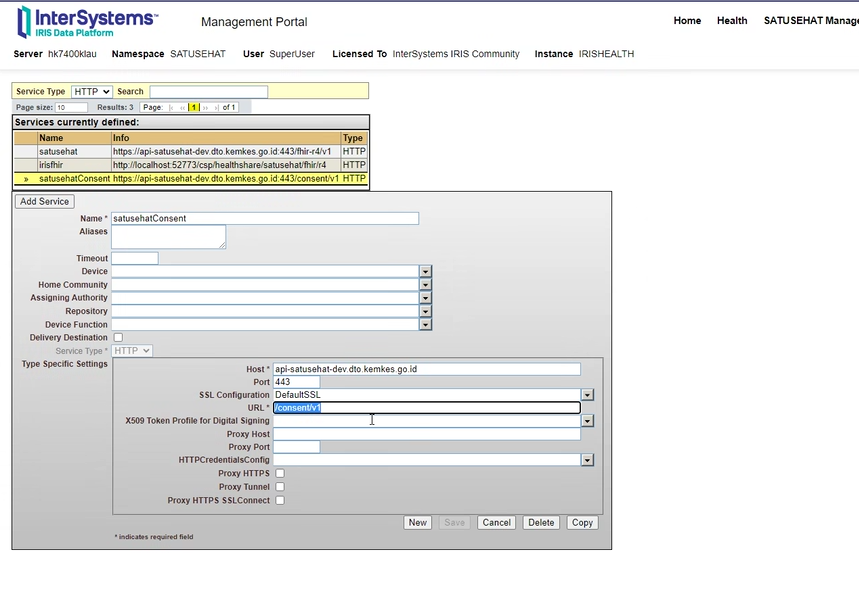 InterSystems™
IRIS Data Platform
Management Portal
Home Health SATUSEHAT Manage
Server hk7400klau Namespace SATUSEHAT User SuperUser Licensed To InterSystems IRIS Community Instance IRISHEALTH
Service Type HTTP Search
Page size: 10 Results: 3 Page: |‹ ‹‹ 1 ›› ›| of 1
Services currently defined:
Name Info Type
satusehat https://api-satusehat-dev.dto.kemkes.go.id:443/fhir-r4/v1 HTTP
irisfhir http://localhost:52773/csp/healthshare/satusehat/fhir/r4 HTTP
» satusehatConsent https://api-satusehat-dev.dto.kemkes.go.id:443/consent/v1 HTTP
Add Service
Name * satusehatConsent
Aliases
Timeout
Device
Home Community
Assigning Authority
Repository
Device Function
Delivery Destination
Service Type * HTTP
Type Specific Settings
Host * api-satusehat-dev.dto.kemkes.go.id
Port 443
SSL Configuration DefaultSSL
URL * /consent/v1
X509 Token Profile for Digital Signing
Proxy Host
Proxy Port
HTTPCredentialsConfig
Proxy HTTPS
Proxy Tunnel
Proxy HTTPS SSLConnect
New Save Cancel Delete Copy
* indicates required field